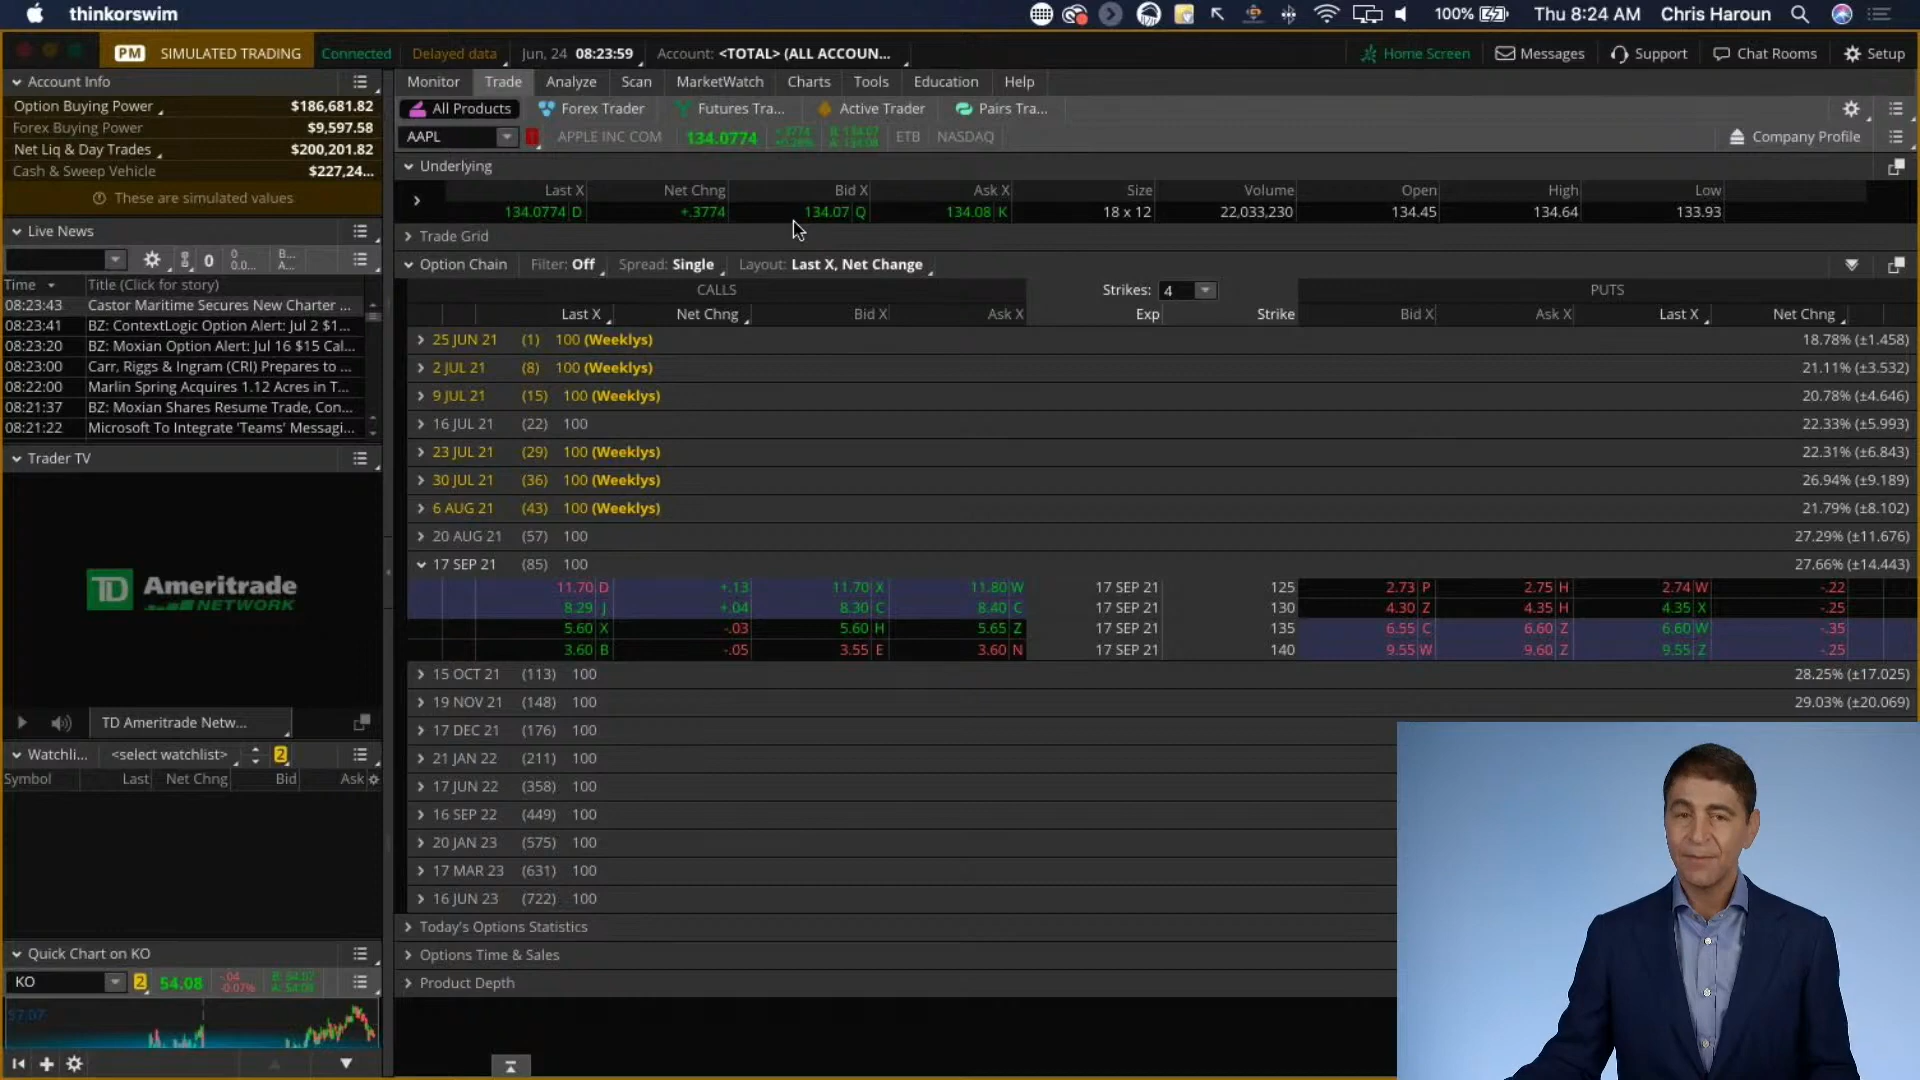 thinkorswim 100% Thu 8:24 AM Chris Haroun
PM SIMULATED TRADING Connected Delayed data Jun, 24 08:23:59 Account: <TOTAL> (ALL ACCOUN... Home Screen Messages Support Chat Rooms Setup
Account Info
Option Buying Power $186,681.82
Forex Buying Power $9,597.58
Net Liq & Day Trades $200,201.82
Cash & Sweep Vehicle $227,24...
These are simulated values
Live News
0 0.0... B... A...
Time Title (Click for story)
08:23:43 Castor Maritime Secures New Charter ...
08:23:41 BZ: ContextLogic Option Alert: Jul 2 $1...
08:23:20 BZ: Moxian Option Alert: Jul 16 $15 Cal...
08:23:00 Carr, Riggs & Ingram (CRI) Prepares to ...
08:22:00 Marlin Spring Acquires 1.12 Acres in T...
08:21:37 BZ: Moxian Shares Resume Trade, Con...
08:21:22 Microsoft To Integrate 'Teams' Messagi...
Trader TV
TD Ameritrade
NETWORK
TD Ameritrade Netw...
Watchli... <select watchlist> 2
Symbol Last Net Chng Bid Ask
Quick Chart on KO
KO 2 54.08 -.04 -0.07% B: 54.07 A: 54.08
57.07
Monitor Trade Analyze Scan MarketWatch Charts Tools Education Help
All Products Forex Trader Futures Tra... Active Trader Pairs Tra...
AAPL APPLE INC COM 134.0774 +.3774 +0.28% B: 134.07 A: 134.08 ETB NASDAQ Company Profile
Underlying
Last X Net Chng Bid X Ask X Size Volume Open High Low
134.0774 D +.3774 134.07 Q 134.08 K 18 x 12 22,033,230 134.45 134.64 133.93
Trade Grid
Option Chain Filter: Off Spread: Single Layout: Last X, Net Change
CALLS Strikes: 4 PUTS
Last X Net Chng Bid X Ask X Exp Strike Bid X Ask X Last X Net Chng
25 JUN 21 (1) 100 (Weeklys) 18.78% (±1.458)
2 JUL 21 (8) 100 (Weeklys) 21.11% (±3.532)
9 JUL 21 (15) 100 (Weeklys) 20.78% (±4.646)
16 JUL 21 (22) 100 22.33% (±5.993)
23 JUL 21 (29) 100 (Weeklys) 22.31% (±6.843)
30 JUL 21 (36) 100 (Weeklys) 26.94% (±9.189)
6 AUG 21 (43) 100 (Weeklys) 21.79% (±8.102)
20 AUG 21 (57) 100 27.29% (±11.676)
17 SEP 21 (85) 100 27.66% (±14.443)
11.70 D +.13 11.70 X 11.80 W 17 SEP 21 125 2.73 P 2.75 H 2.74 W -.22
8.29 J +.04 8.30 C 8.40 C 17 SEP 21 130 4.30 Z 4.35 H 4.35 X -.25
5.60 X -.03 5.60 H 5.65 Z 17 SEP 21 135 6.55 C 6.60 Z 6.60 W -.35
3.60 B -.05 3.55 E 3.60 N 17 SEP 21 140 9.55 W 9.60 Z 9.55 Z -.25
15 OCT 21 (113) 100 28.25% (±17.025)
19 NOV 21 (148) 100 29.03% (±20.069)
17 DEC 21 (176) 100
21 JAN 22 (211) 100
17 JUN 22 (358) 100
16 SEP 22 (449) 100
20 JAN 23 (575) 100
17 MAR 23 (631) 100
16 JUN 23 (722) 100
Today's Options Statistics
Options Time & Sales
Product Depth